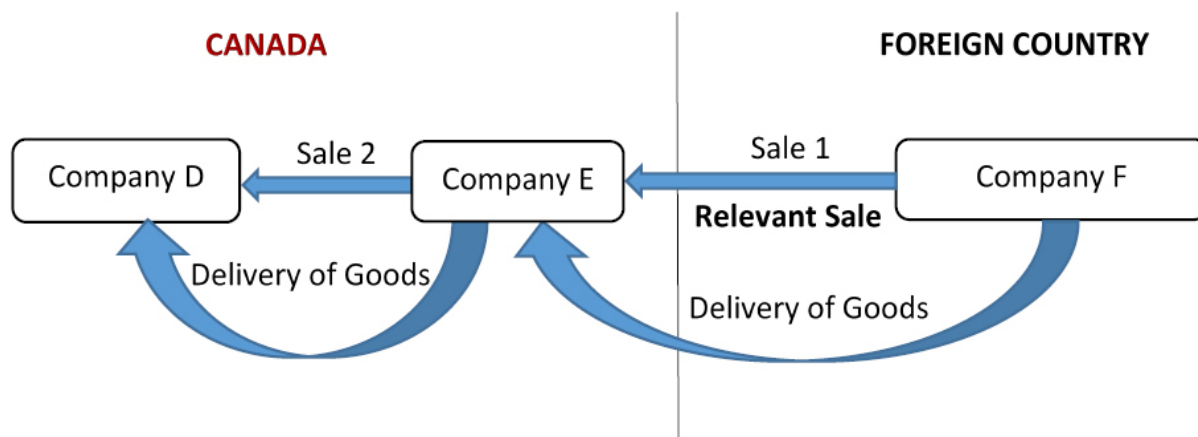 CANADA
FOREIGN COUNTRY
Company D
Sale 2
Company E
Sale 1
Company F
Relevant Sale
Delivery of Goods
Delivery of Goods